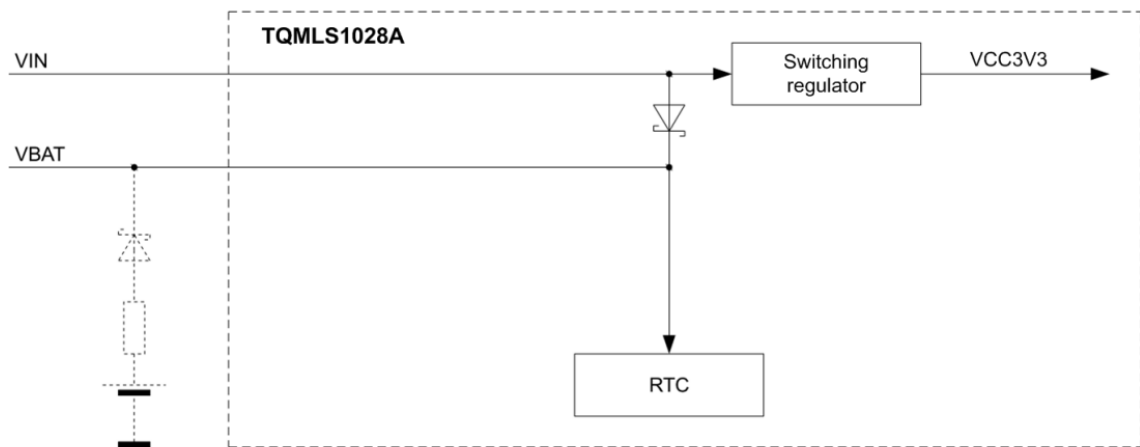 TQMLS1028A
VIN
Switching
regulator
VCC3V3
VBAT
RTC